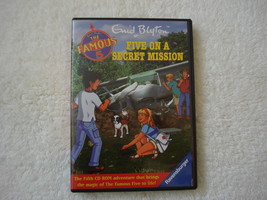 THE
FAMOUS
5
Enid Blyton
FIVE ON A
SECRET MISSION
The Fifth CD-ROM adventure that brings
the magic of The Famous Five to life!
Ravensburger